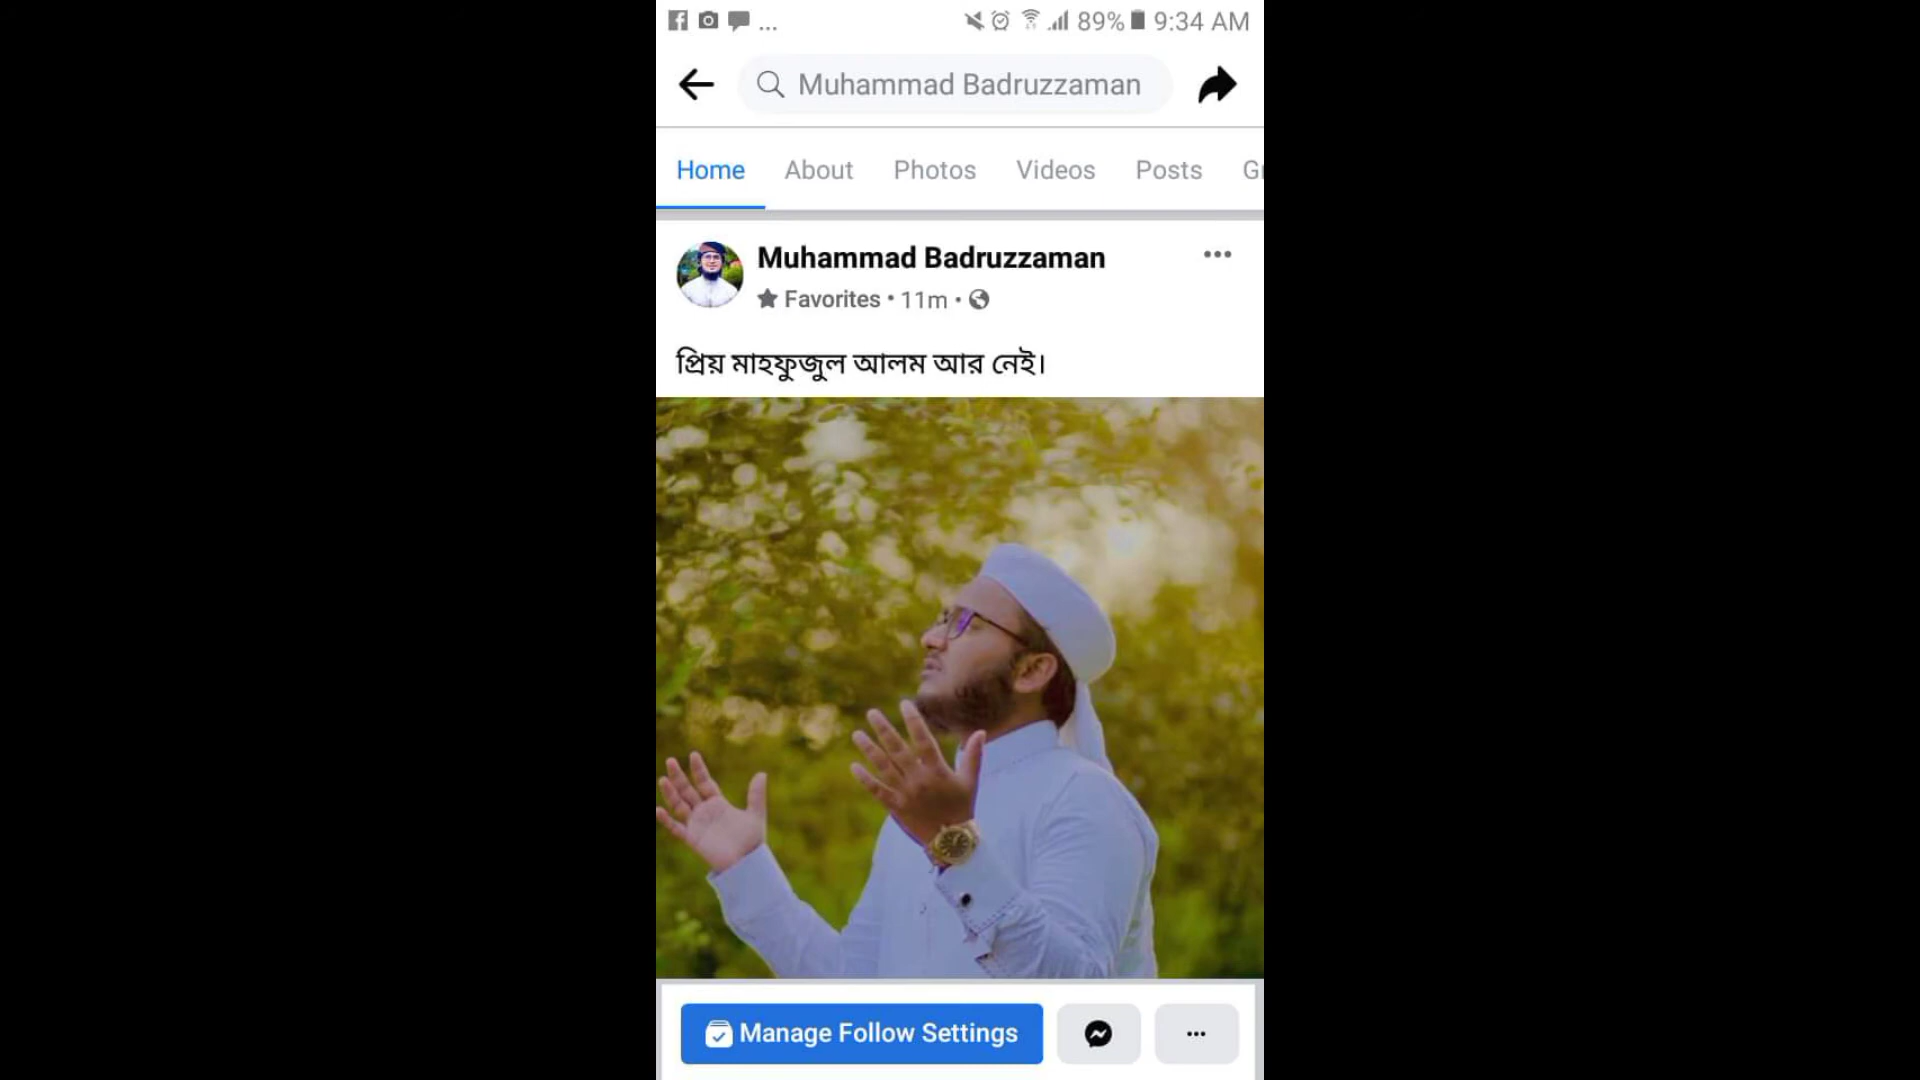 ... 89% 9:34 AM
Muhammad Badruzzaman
Home About Photos Videos Posts
Muhammad Badruzzaman
Favorites • 11m •
প্রিয় মাহফুজুল আলম আর নেই।
Manage Follow Settings